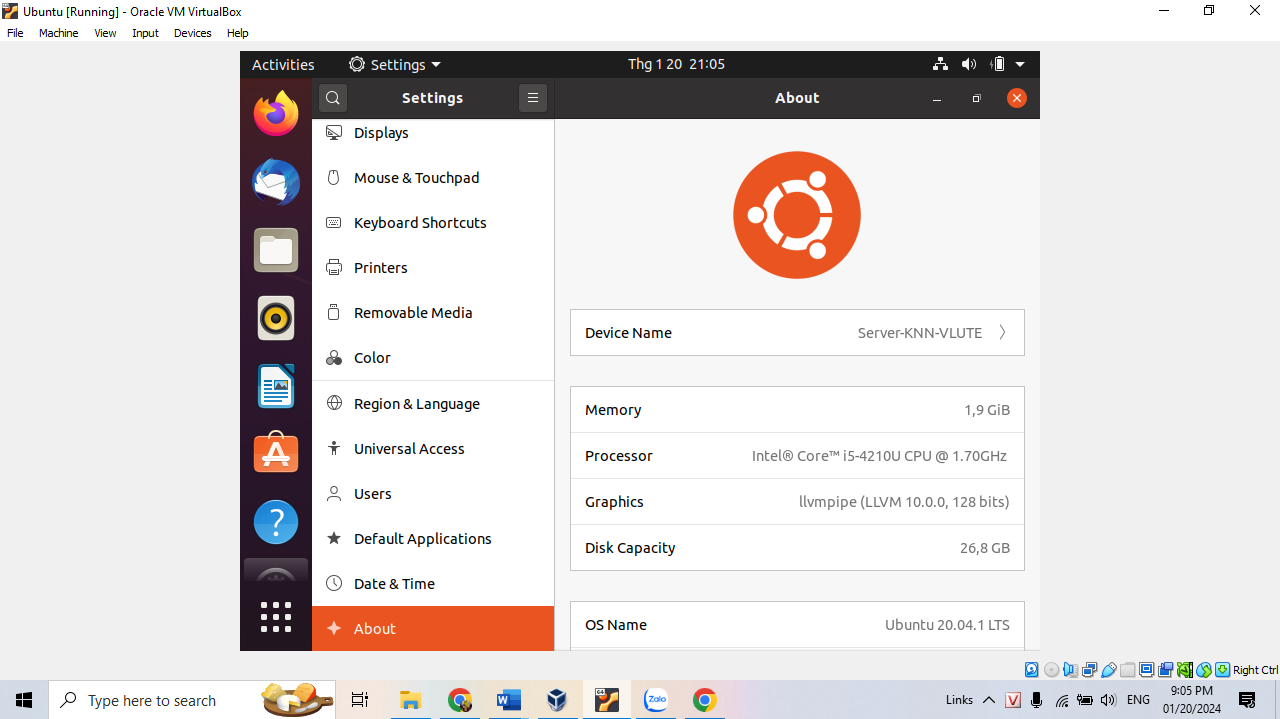 Ubuntu [Running] - Oracle VM VirtualBox
File Machine View Input Devices Help
Activities Settings Thg 1 20 21:05
Settings About
Displays
Mouse & Touchpad
Keyboard Shortcuts
Printers
Removable Media
Color
Region & Language
Universal Access
Users
Default Applications
Date & Time
About
Device Name Server-KNN-VLUTE
Memory 1,9 GiB
Processor Intel® Core™ i5-4210U CPU @ 1.70GHz
Graphics llvmpipe (LLVM 10.0.0, 128 bits)
Disk Capacity 26,8 GB
OS Name Ubuntu 20.04.1 LTS
Right Ctrl
Type here to search
Zalo
Links
ENG
9:05 PM
01/20/2024